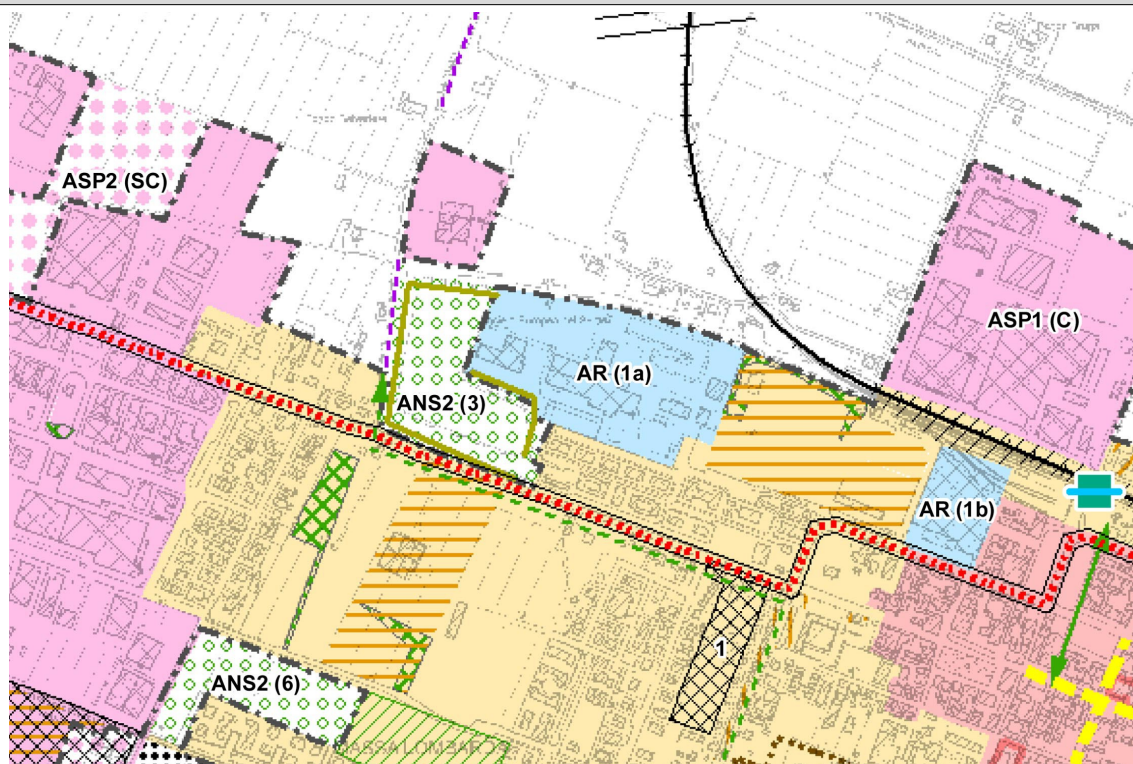 ASP2 (SC)
ASP1 (C)
AR (1a)
ANS2 (3)
AR (1b)
1
ANS2 (6)